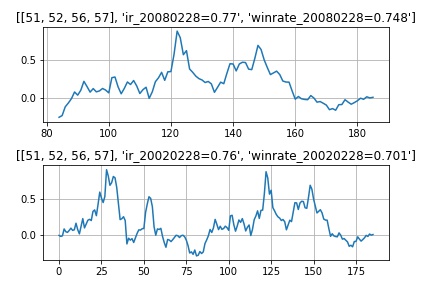 [[51, 52, 56, 57], 'ir_20080228=0.77', 'winrate_20080228=0.748']
0.5
0.0
80 100 120 140 160 180
[[51, 52, 56, 57], 'ir_20020228=0.76', 'winrate_20020228=0.701']
0.5
0.0
0 25 50 75 100 125 150 175